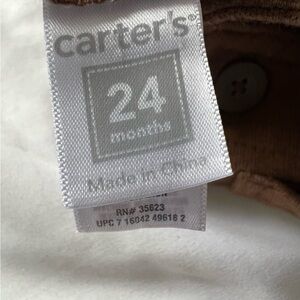 carter's®
24
months
Made in China
RN# 35623
UPC 7 16042 49618 2